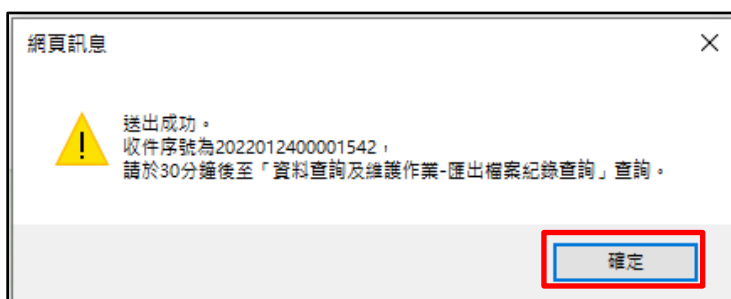 網頁訊息
送出成功。
收件序號為2022012400001542，
請於30分鐘後至「資料查詢及維護作業-匯出檔案紀錄查詢」查詢。
確定